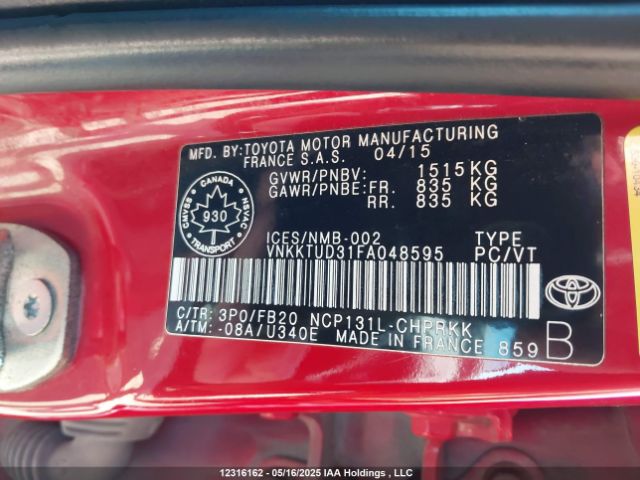 MFD. BY:TOYOTA MOTOR MANUFACTURING
FRANCE S.A.S. 04/15
GVWR/PNBV: 1515KG
GAWR/PNBE:FR. 835 KG
RR. 835 KG
CANADA
CMVSS 930 NSVAC
TRANSPORT
ICES/NMB-002 TYPE
VNKKTUD31FA048595 PC/VT
C/TR: 3P0/FB20 NCP131L-CHPRKK
A/TM: -08A/U340E MADE IN FRANCE 859 B
TOYOTA
12316162 - 05/16/2025 IAA Holdings , LLC